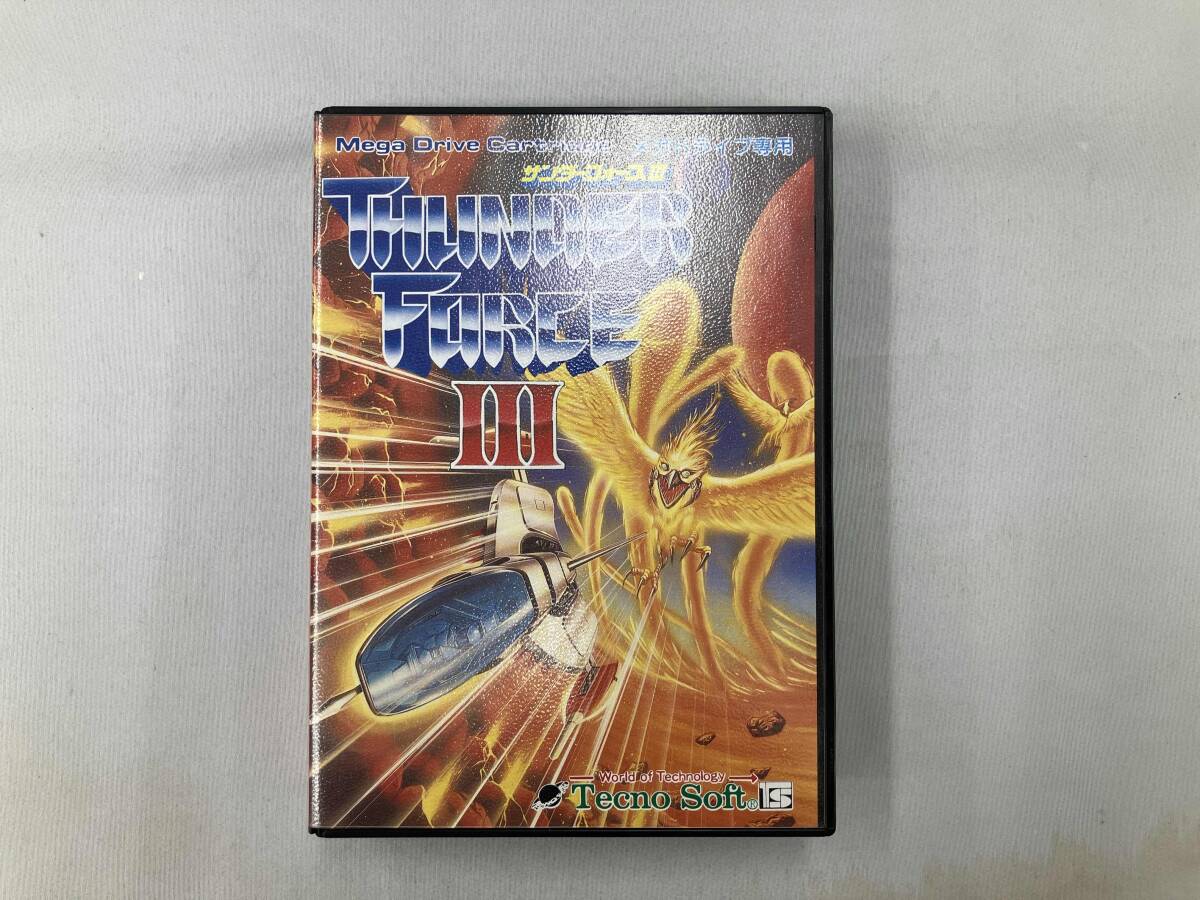 Mega Drive Cartridge メガドライブ専用
サンダーフォースIII
THUNDER
FORCE
III
World of Technology
Tecno Soft® TS